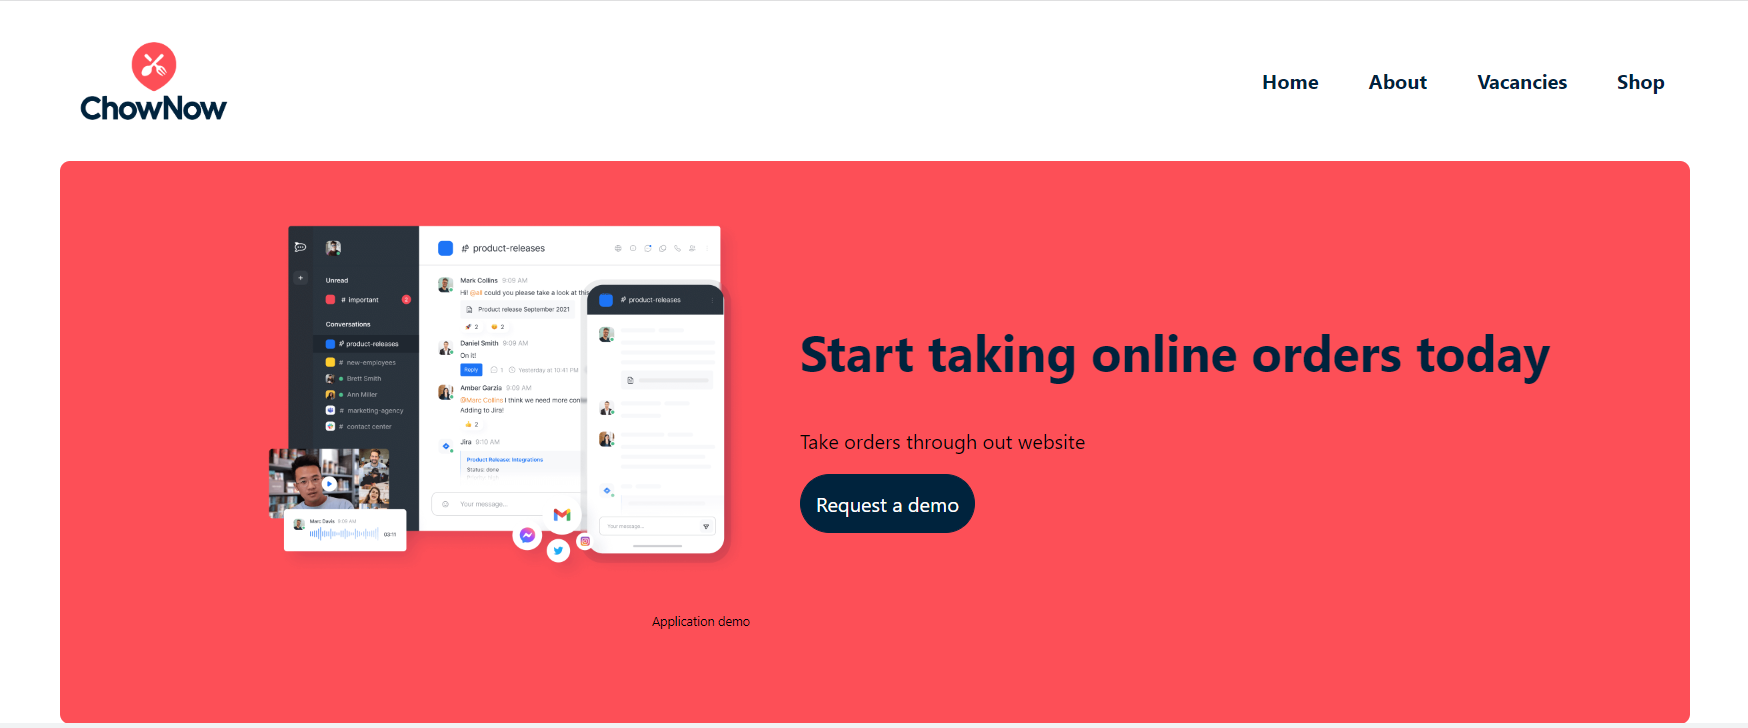 ChowNow
Home About Vacancies Shop
# product-releases
Unread
# important 2
Conversations
# product-releases
# new-employees
Brett Smith
Ann Miller
# marketing-agency
# contact center
Mark Collins 9:09 AM
Hi! @all could you please take a look at this
Product release September 2021
2 2
Daniel Smith 9:09 AM
On it!
Reply 1 Yesterday at 10:41 PM
Amber Garzia 9:09 AM
@Marc Collins I think we need more conte
Adding to Jira!
2
Jira 9:10 AM
Product Release: Integrations
Status: done
Your message...
# product-releases
Your message...
Marc Davis 9:09 AM
03:11
Start taking online orders today
Take orders through out website
Request a demo
Application demo